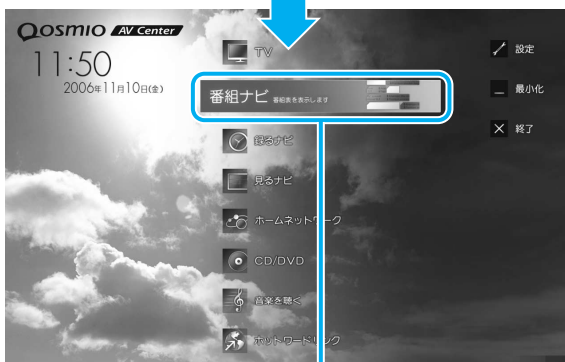 Qosmio AV Center
11:50
2006年11月10日(金)
TV
番組ナビ 番組表を表示します
録るナビ
見るナビ
ホームネットワーク
CD/DVD
音楽を聴く
ホットワードリンク
設定
最小化
終了